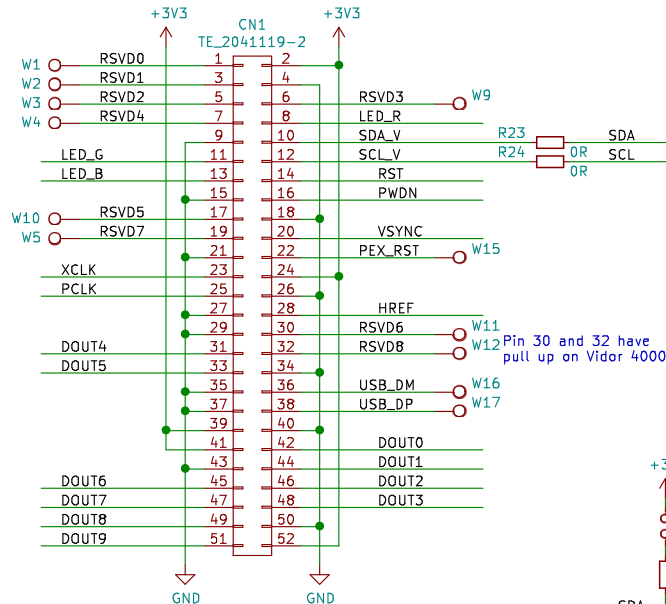 +3V3 +3V3
CN1
TE_2041119-2
W1 RSVD0 1 2
W2 RSVD1 3 4
W3 RSVD2 5 6 RSVD3 W9
W4 RSVD4 7 8 LED_R
9 10 SDA_V R23 0R SDA
LED_G 11 12 SCL_V R24 0R SCL
LED_B 13 14 RST
15 16 PWDN
W10 RSVD5 17 18
W5 RSVD7 19 20 VSYNC
21 22 PEX_RST W15
XCLK 23 24
PCLK 25 26
27 28 HREF
29 30 RSVD6 W11
DOUT4 31 32 RSVD8 W12
Pin 30 and 32 have
pull up on Vidor 4000
DOUT5 33 34
35 36 USB_DM W16
37 38 USB_DP W17
39 40
41 42 DOUT0
43 44 DOUT1
DOUT6 45 46 DOUT2
DOUT7 47 48 DOUT3
DOUT8 49 50
DOUT9 51 52
GND GND
+3
SDA